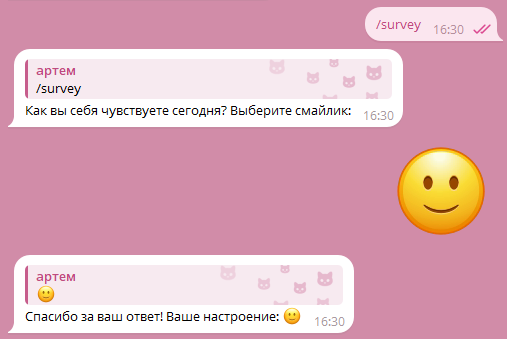 /survey 16:30
артем
/survey
Как вы себя чувствуете сегодня? Выберите смайлик: 16:30
🙂
артем
🙂
Спасибо за ваш ответ! Ваше настроение: 🙂 16:30